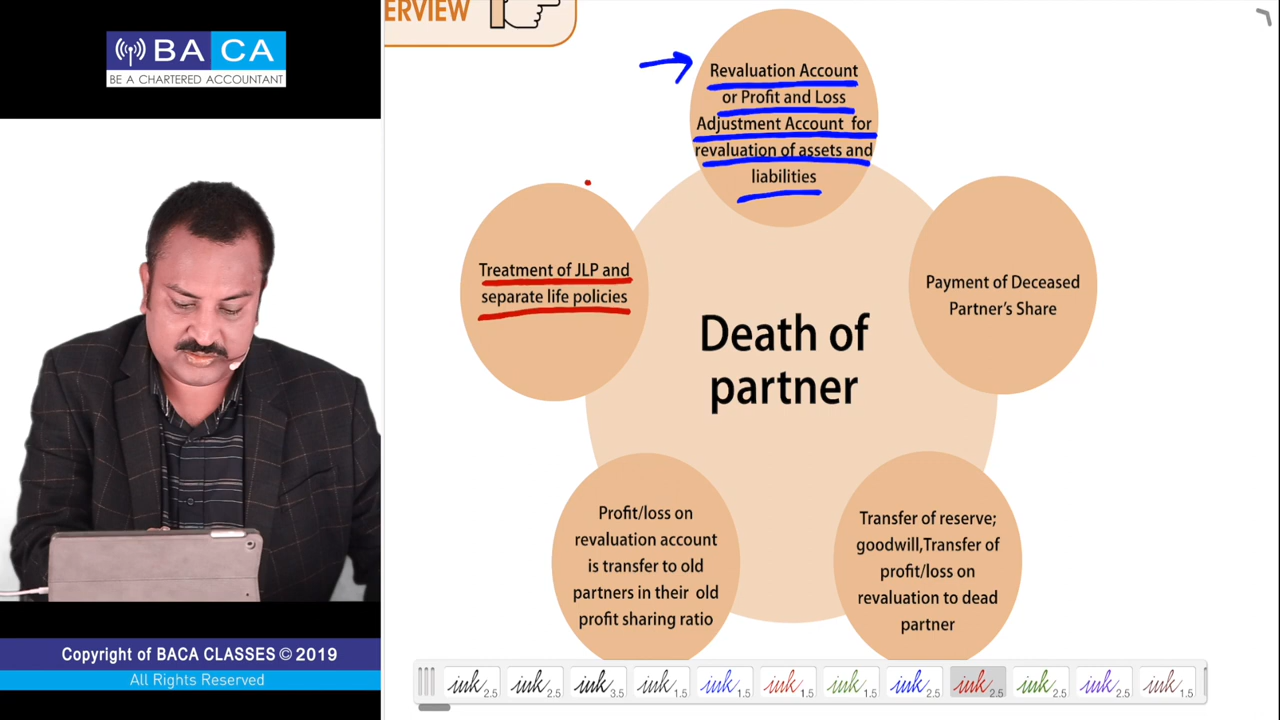 ERVIEW
BACA
BE A CHARTERED ACCOUNTANT
Revaluation Account
or Profit and Loss
Adjustment Account for
revaluation of assets and
liabilities
Treatment of JLP and
separate life policies
Payment of Deceased
Partner's Share
Death of
partner
Profit/loss on
revaluation account
is transfer to old
partners in their old
profit sharing ratio
Transfer of reserve;
goodwill,Transfer of
profit/loss on
revaluation to dead
partner
Copyright of BACA CLASSES © 2019
All Rights Reserved
ink 2.5 ink 2.5 ink 3.5 ink 1.5 ink 1.5 ink 1.5 ink 1.5 ink 2.5 ink 2.5 ink 2.5 ink 2.5 ink 1.5